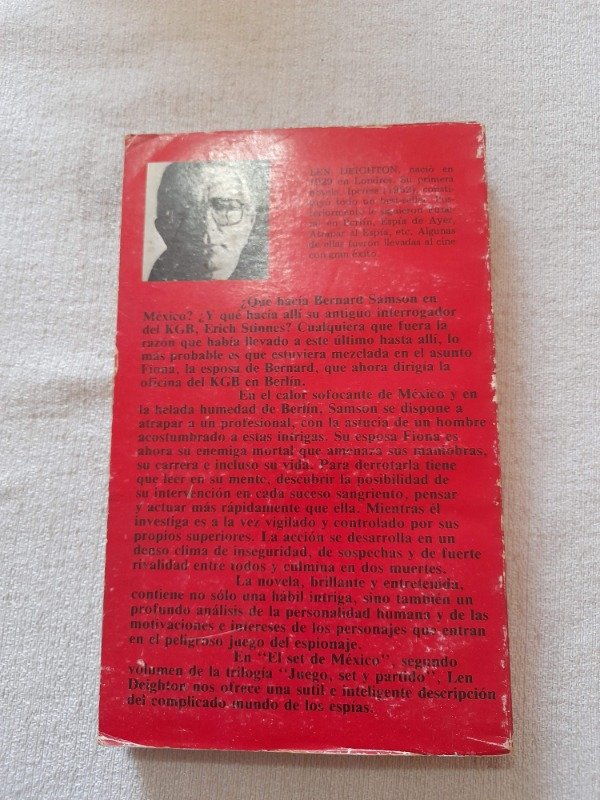 LEN DEIGHTON, nació en
1929 en Londres. Su primera
novela, Ipcress (1962), consti-
tuyó todo un best-seller. Pos-
teriormente le siguieron Fune-
ral en Berlín, Espía de Ayer,
Atrapar al Espía, etc. Algunas
de ellas fueron llevadas al cine
con gran éxito.
¿Qué hacía Bernard Samson en
México? ¿Y qué hacía allí su antiguo interrogador
del KGB, Erich Stinnes? Cualquiera que fuera la
razón que había llevado a este último hasta allí, lo
más probable es que estuviera mezclada en el asunto
Fiona, la esposa de Bernard, que ahora dirigía la
oficina del KGB en Berlín.
En el calor sofocante de México y en
la helada humedad de Berlín, Samson se dispone a
atrapar a un profesional, con la astucia de un hombre
acostumbrado a estas intrigas. Su esposa Fiona es
ahora su enemiga mortal que amenaza sus maniobras,
su carrera e incluso su vida. Para derrotarla tiene
que leer en su mente, descubrir la posibilidad de
su intervención en cada suceso sangriento, pensar
y actuar más rápidamente que ella. Mientras él
investiga es a la vez vigilado y controlado por sus
propios superiores. La acción se desarrolla en un
denso clima de inseguridad, de sospechas y de fuerte
rivalidad entre todos y culmina en dos muertes.
La novela, brillante y entretenida,
contiene no sólo una hábil intriga, sino también un
profundo análisis de la personalidad humana y de las
motivaciones e intereses de los personajes que entran
en el peligroso juego del espionaje.
En "El set de México", segundo
volumen de la trilogía "Juego, set y partido", Len
Deighton nos ofrece una sutil e inteligente descripción
del complicado mundo de los espías.